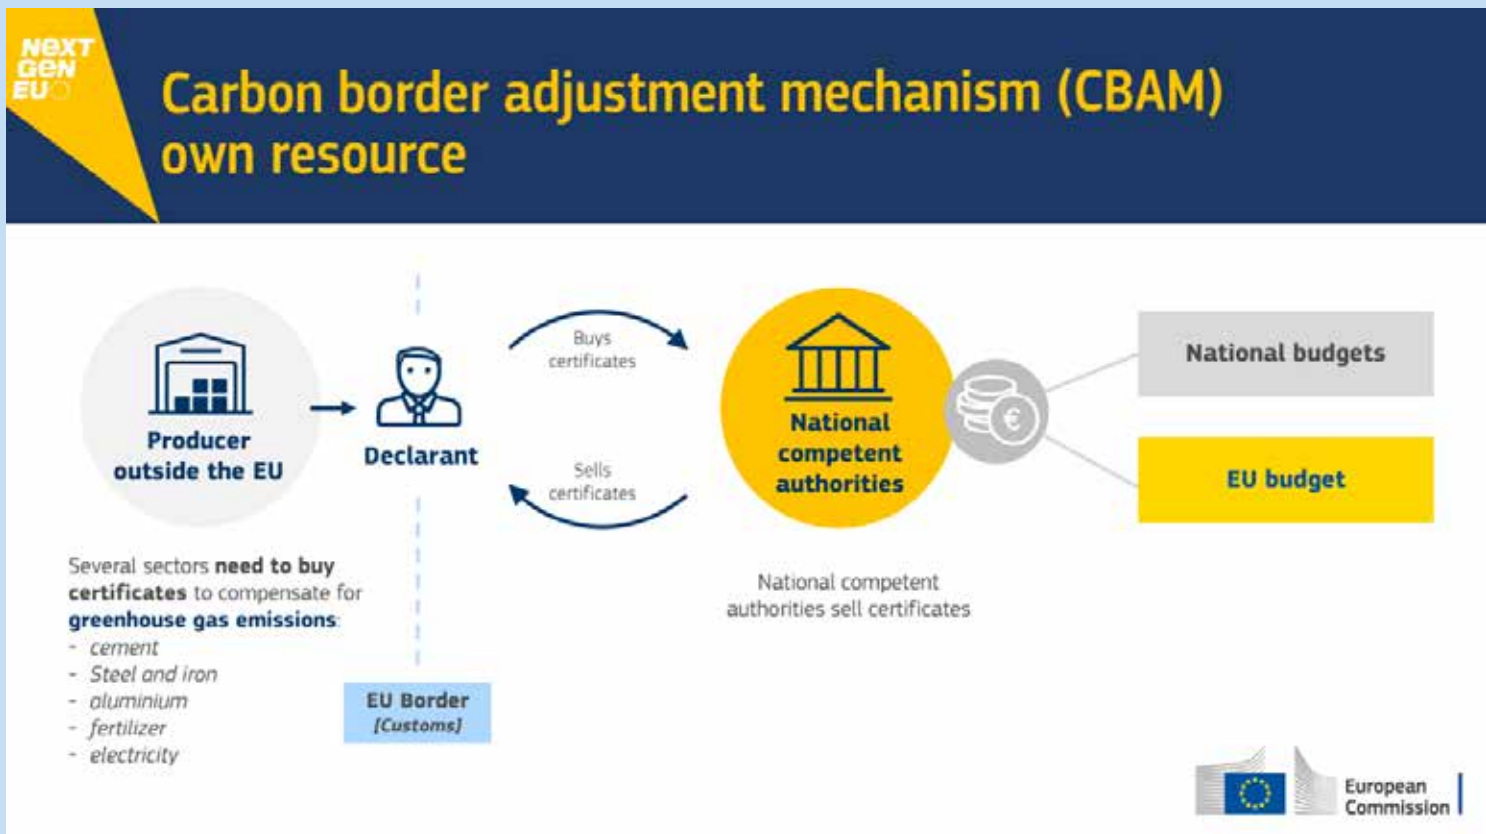 NEXT
GEN
EU
Carbon border adjustment mechanism (CBAM)
own resource
Producer
outside the EU
Declarant
Buys
certificates
Sells
certificates
National
competent
authorities
€
National budgets
EU budget
Several sectors need to buy
certificates to compensate for
greenhouse gas emissions:
- cement
- Steel and iron
- aluminium
- fertilizer
- electricity
EU Border
[Customs]
National competent
authorities sell certificates
European
Commission